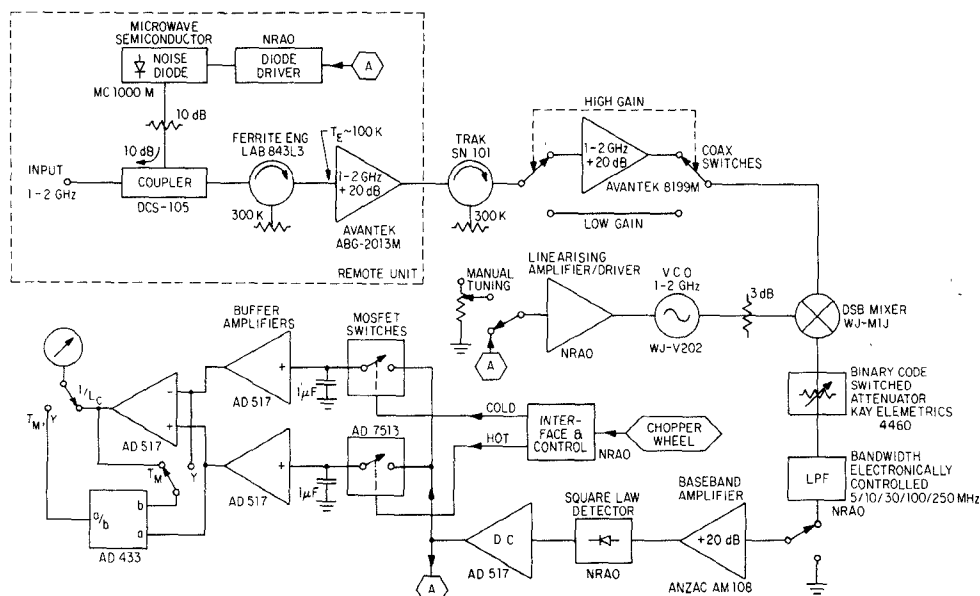 MICROWAVE
SEMICONDUCTOR
NOISE
DIODE
MC 1000 M
NRAO
DIODE
DRIVER
A
10 dB
10 dB
INPUT
1-2 GHz
COUPLER
DCS-105
FERRITE ENG
LAB 843L3
300 K
T_E ~ 100 K
1-2 GHz
+20 dB
AVANTEK
ABG-2013M
REMOTE UNIT
TRAK
SN 101
300 K
HIGH GAIN
1-2 GHz
+20 dB
COAX
SWITCHES
AVANTEK 8199M
LOW GAIN
MANUAL
TUNING
A
LINEARISING
AMPLIFIER/DRIVER
NRAO
VCO
1-2 GHz
WJ-V202
3 dB
DSB MIXER
WJ-M1J
BINARY CODE
SWITCHED
ATTENUATOR
KAY ELEMETRICS
4460
LPF
BANDWIDTH
ELECTRONICALLY
CONTROLLED
5/10/30/100/250 MHz
NRAO
BASEBAND
AMPLIFIER
+20 dB
ANZAC AM 108
SQUARE LAW
DETECTOR
NRAO
DC
AD 517
A
CHOPPER
WHEEL
INTER-
FACE &
CONTROL
NRAO
COLD
HOT
MOSFET
SWITCHES
AD 7513
1µF
1µF
BUFFER
AMPLIFIERS
+
AD 517
+
AD 517
-
+
AD 517
1/L_C
T_M, Y
T_M
Y
a/b
b
a
AD 433